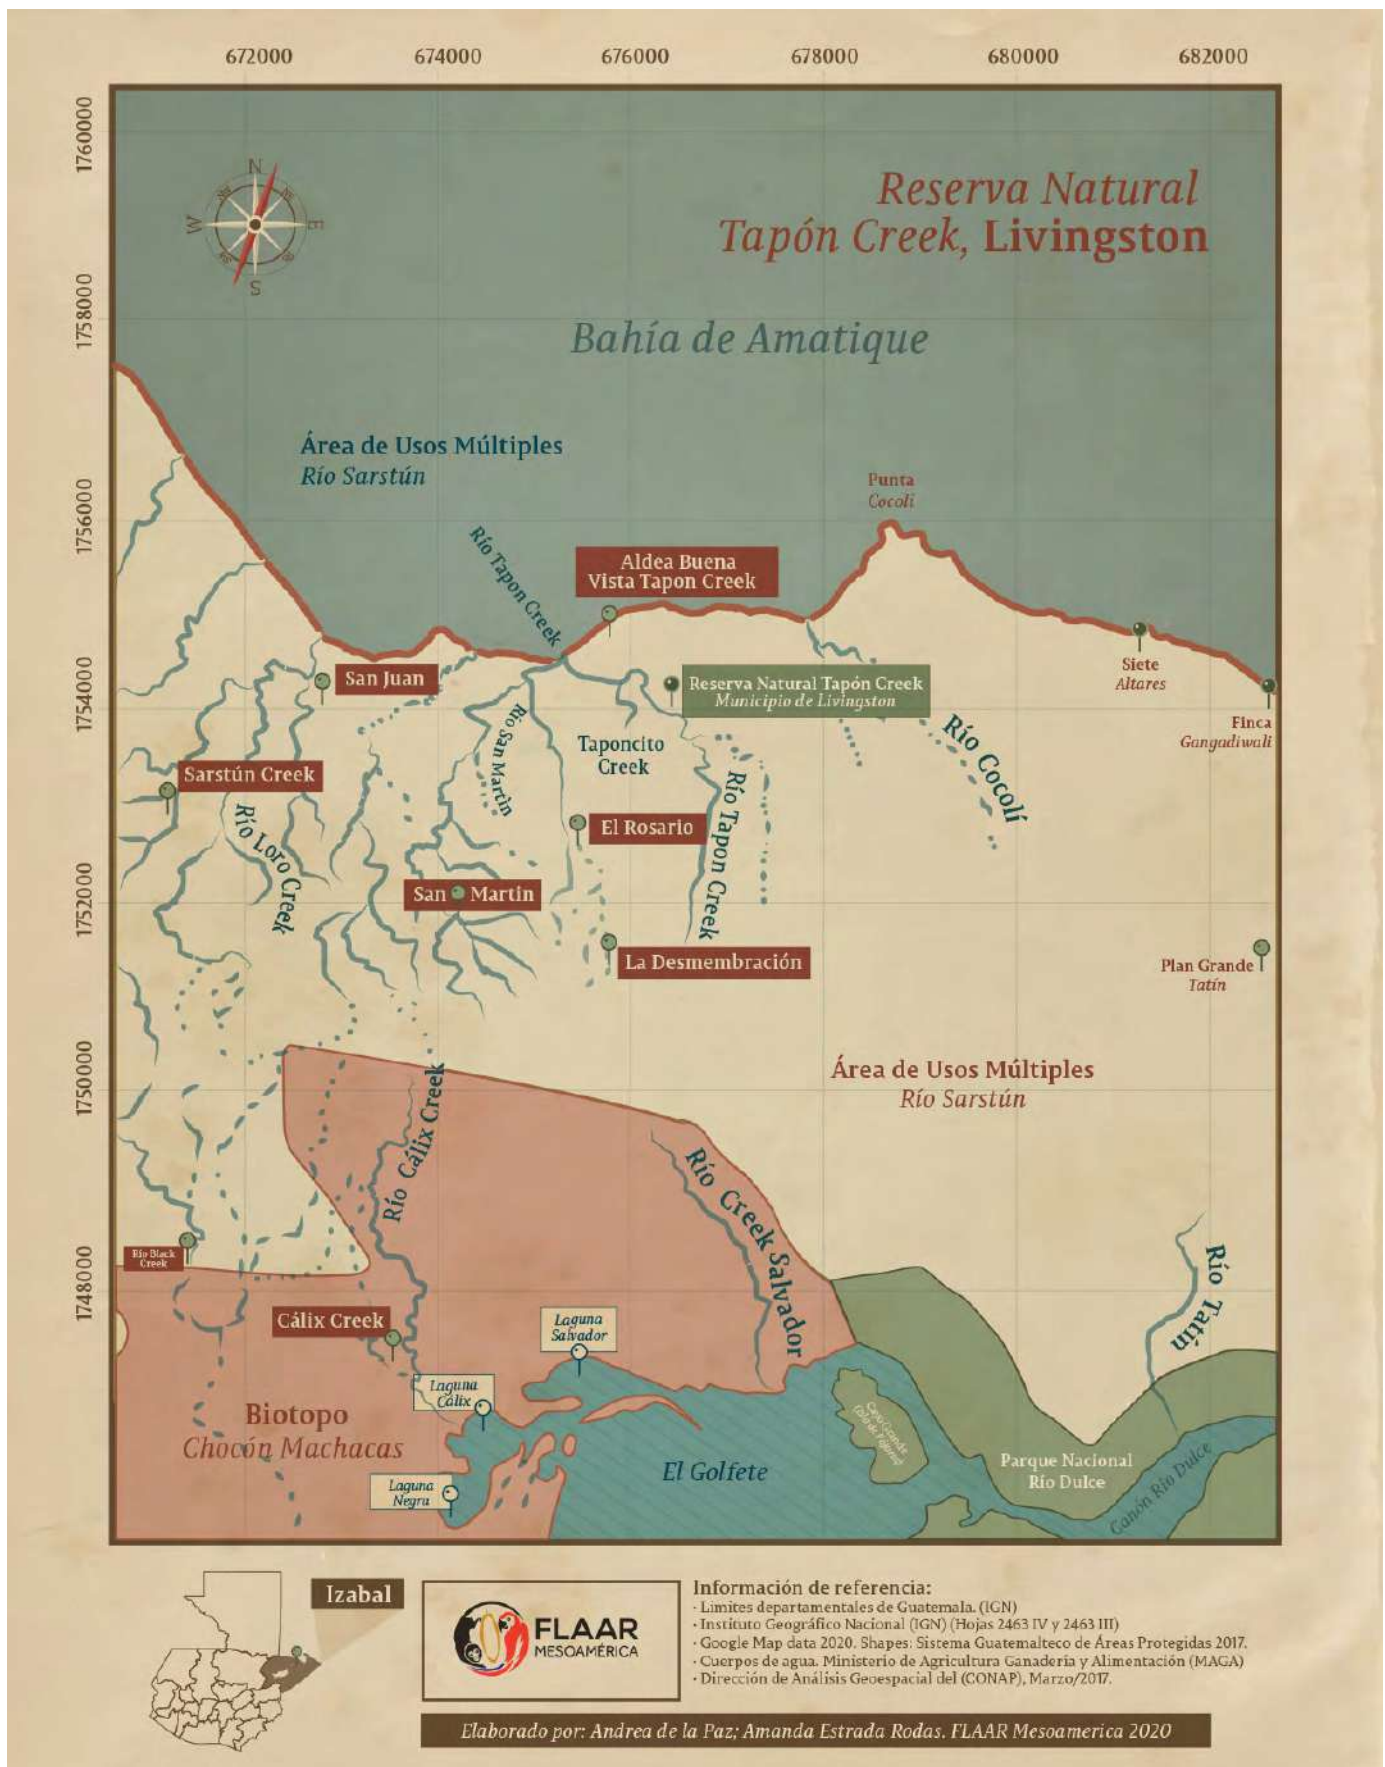 672000 674000 676000 678000 680000 682000
1760000
1758000
1756000
1754000
1752000
1750000
1748000
N
E
S
W
Reserva Natural
Tapón Creek, Livingston
Bahía de Amatique
Área de Usos Múltiples
Río Sarstún
Punta
Cocolí
Río Tapon Creek
Aldea Buena
Vista Tapon Creek
San Juan
Reserva Natural Tapón Creek
Municipio de Livingston
Siete
Altares
Finca
Gangadiwali
Río San Martin
Taponcito
Creek
Río Cocolí
Sarstún Creek
Río Loro Creek
El Rosario
Río Tapon Creek
San Martin
La Desmembración
Plan Grande
Tatín
Área de Usos Múltiples
Río Sarstún
Río Cálix Creek
Río Creek Salvador
Río Tatín
Río Black
Creek
Cálix Creek
Laguna
Salvador
Laguna
Cálix
Biotopo
Chocón Machacas
Laguna
Negra
El Golfete
Cayo Grande
Parque Nacional
Río Dulce
Canón Río Dulce
Izabal
FLAAR
MESOAMÉRICA
Información de referencia:
· Limites departamentales de Guatemala. (IGN)
· Instituto Geográfico Nacional (IGN) (Hojas 2463 IV y 2463 III)
· Google Map data 2020. Shapes: Sistema Guatemalteco de Áreas Protegidas 2017.
· Cuerpos de agua. Ministerio de Agricultura Ganadería y Alimentación (MAGA)
· Dirección de Análisis Geoespacial del (CONAP), Marzo/2017.
Elaborado por: Andrea de la Paz; Amanda Estrada Rodas. FLAAR Mesoamerica 2020